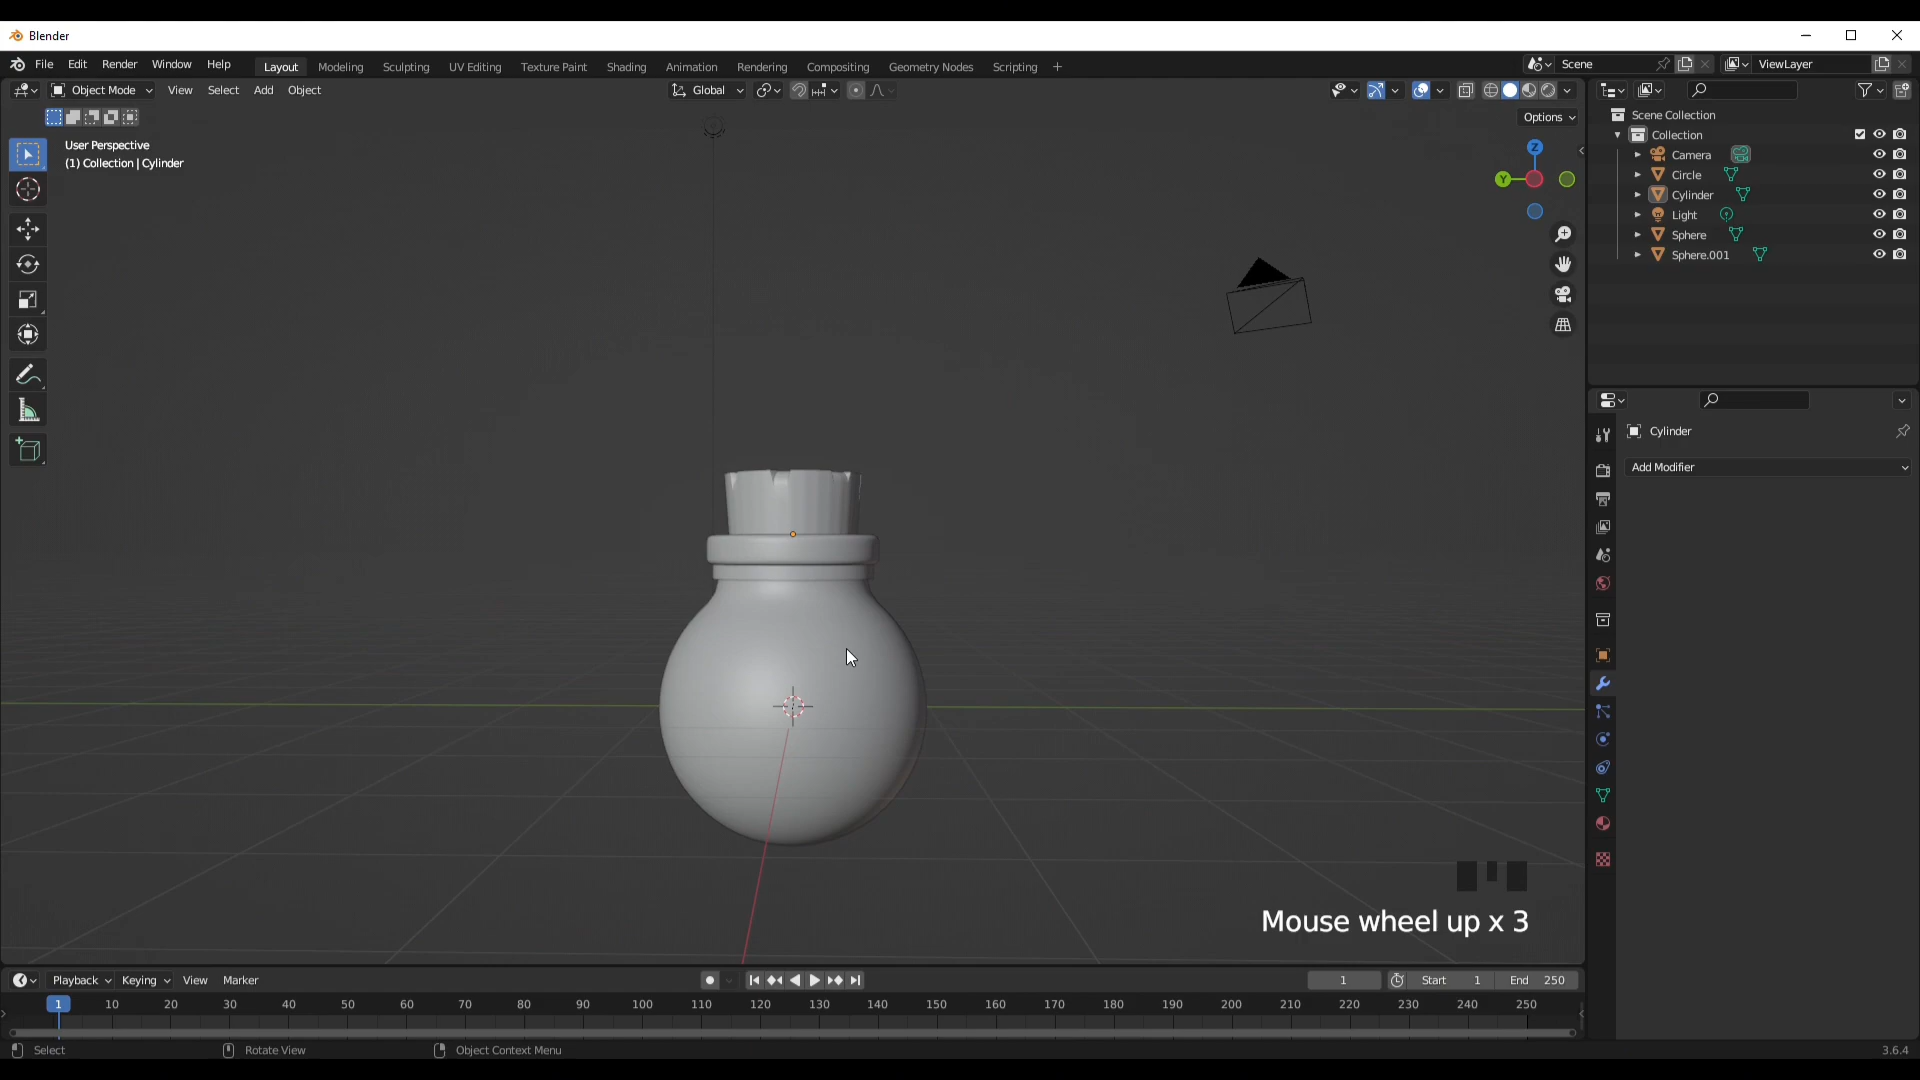 Blender
File Edit Render Window Help Layout Modeling Sculpting UV Editing Texture Paint Shading Animation Rendering Compositing Geometry Nodes Scripting + Scene ViewLayer
Object Mode View Select Add Object Global
Options
User Perspective
(1) Collection | Cylinder
Z
Y
Scene Collection
Collection
Camera
Circle
Cylinder
Light
Sphere
Sphere.001
Cylinder
Add Modifier
Mouse wheel up x 3
Playback Keying View Marker 1 Start 1 End 250
1 10 20 30 40 50 60 70 80 90 100 110 120 130 140 150 160 170 180 190 200 210 220 230 240 250
Select Rotate View Object Context Menu 3.6.4